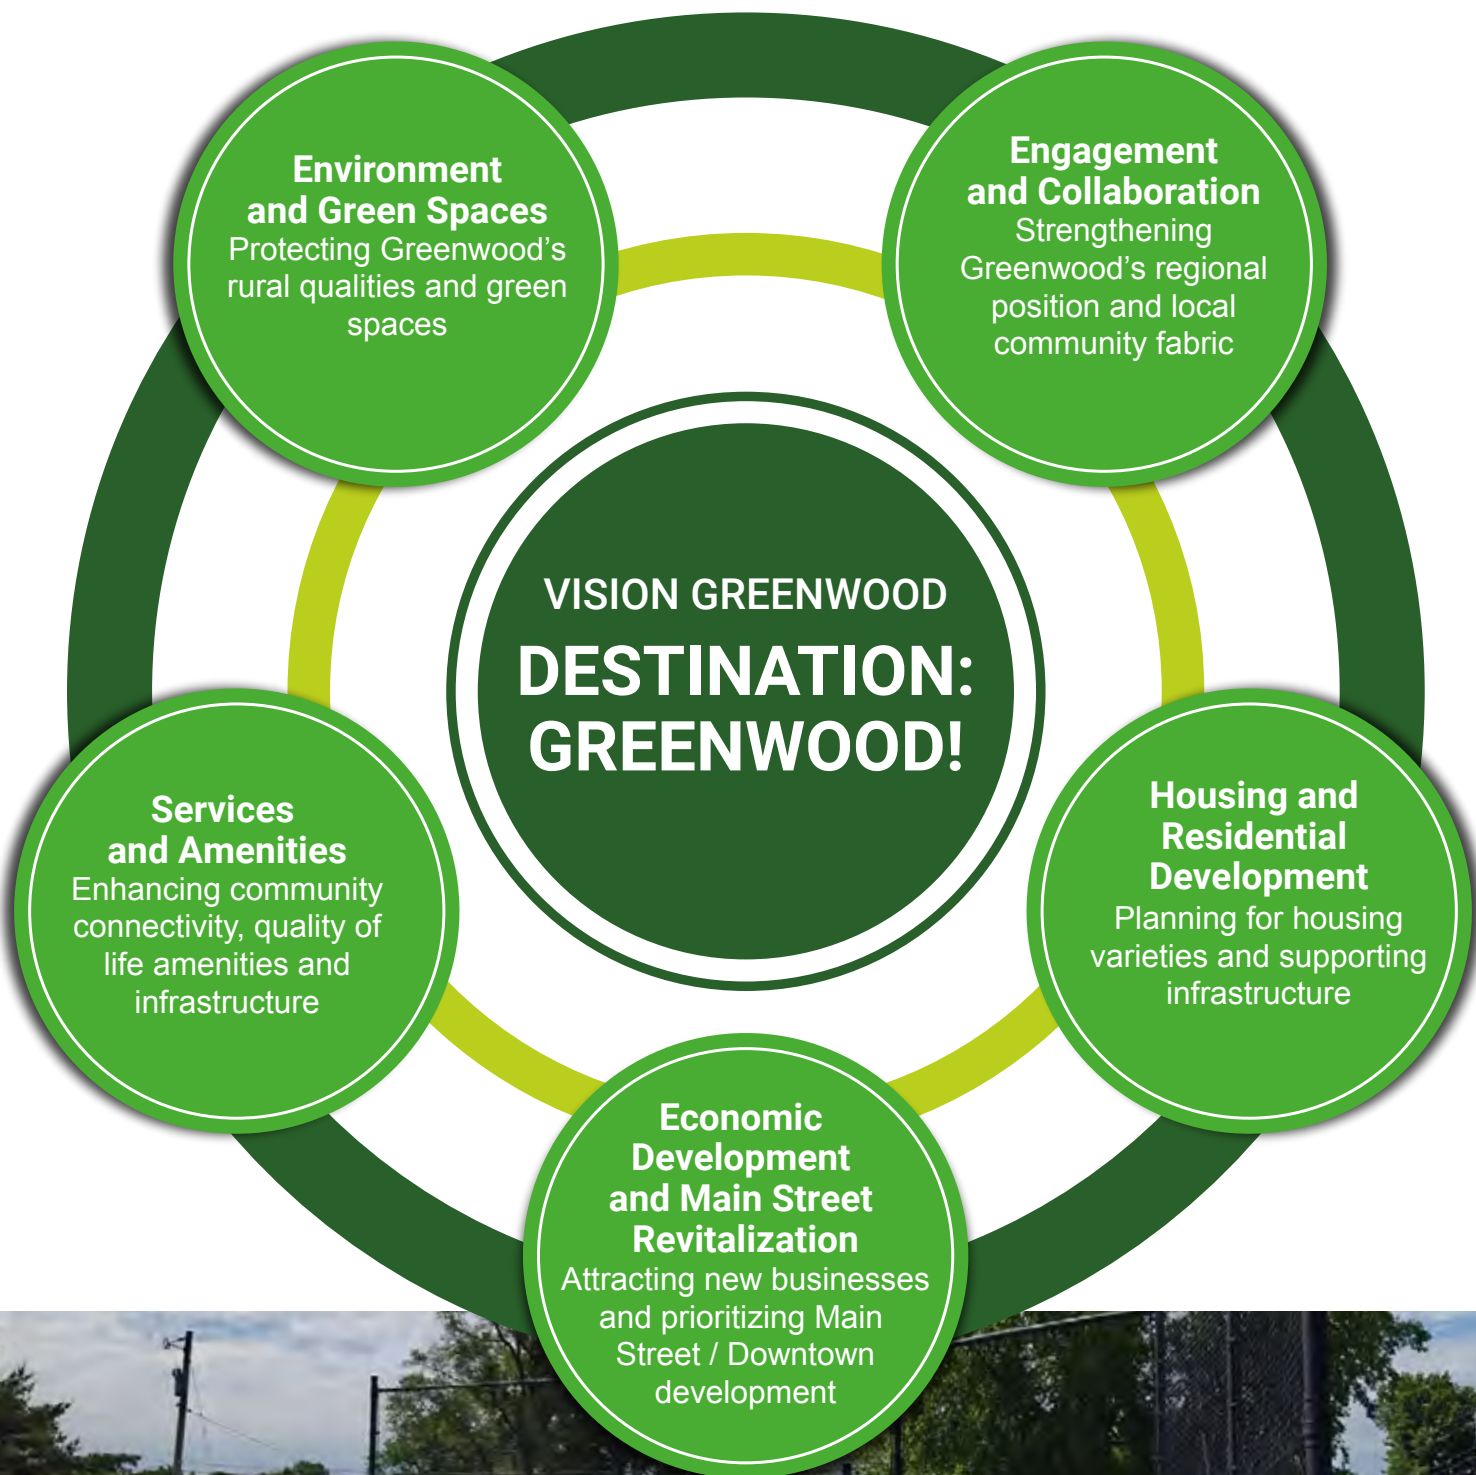 Environment
and Green Spaces
Protecting Greenwood’s
rural qualities and green
spaces
Engagement
and Collaboration
Strengthening
Greenwood’s regional
position and local
community fabric
VISION GREENWOOD
DESTINATION:
GREENWOOD!
Services
and Amenities
Enhancing community
connectivity, quality of
life amenities and
infrastructure
Housing and
Residential
Development
Planning for housing
varieties and supporting
infrastructure
Economic
Development
and Main Street
Revitalization
Attracting new businesses
and prioritizing Main
Street / Downtown
development